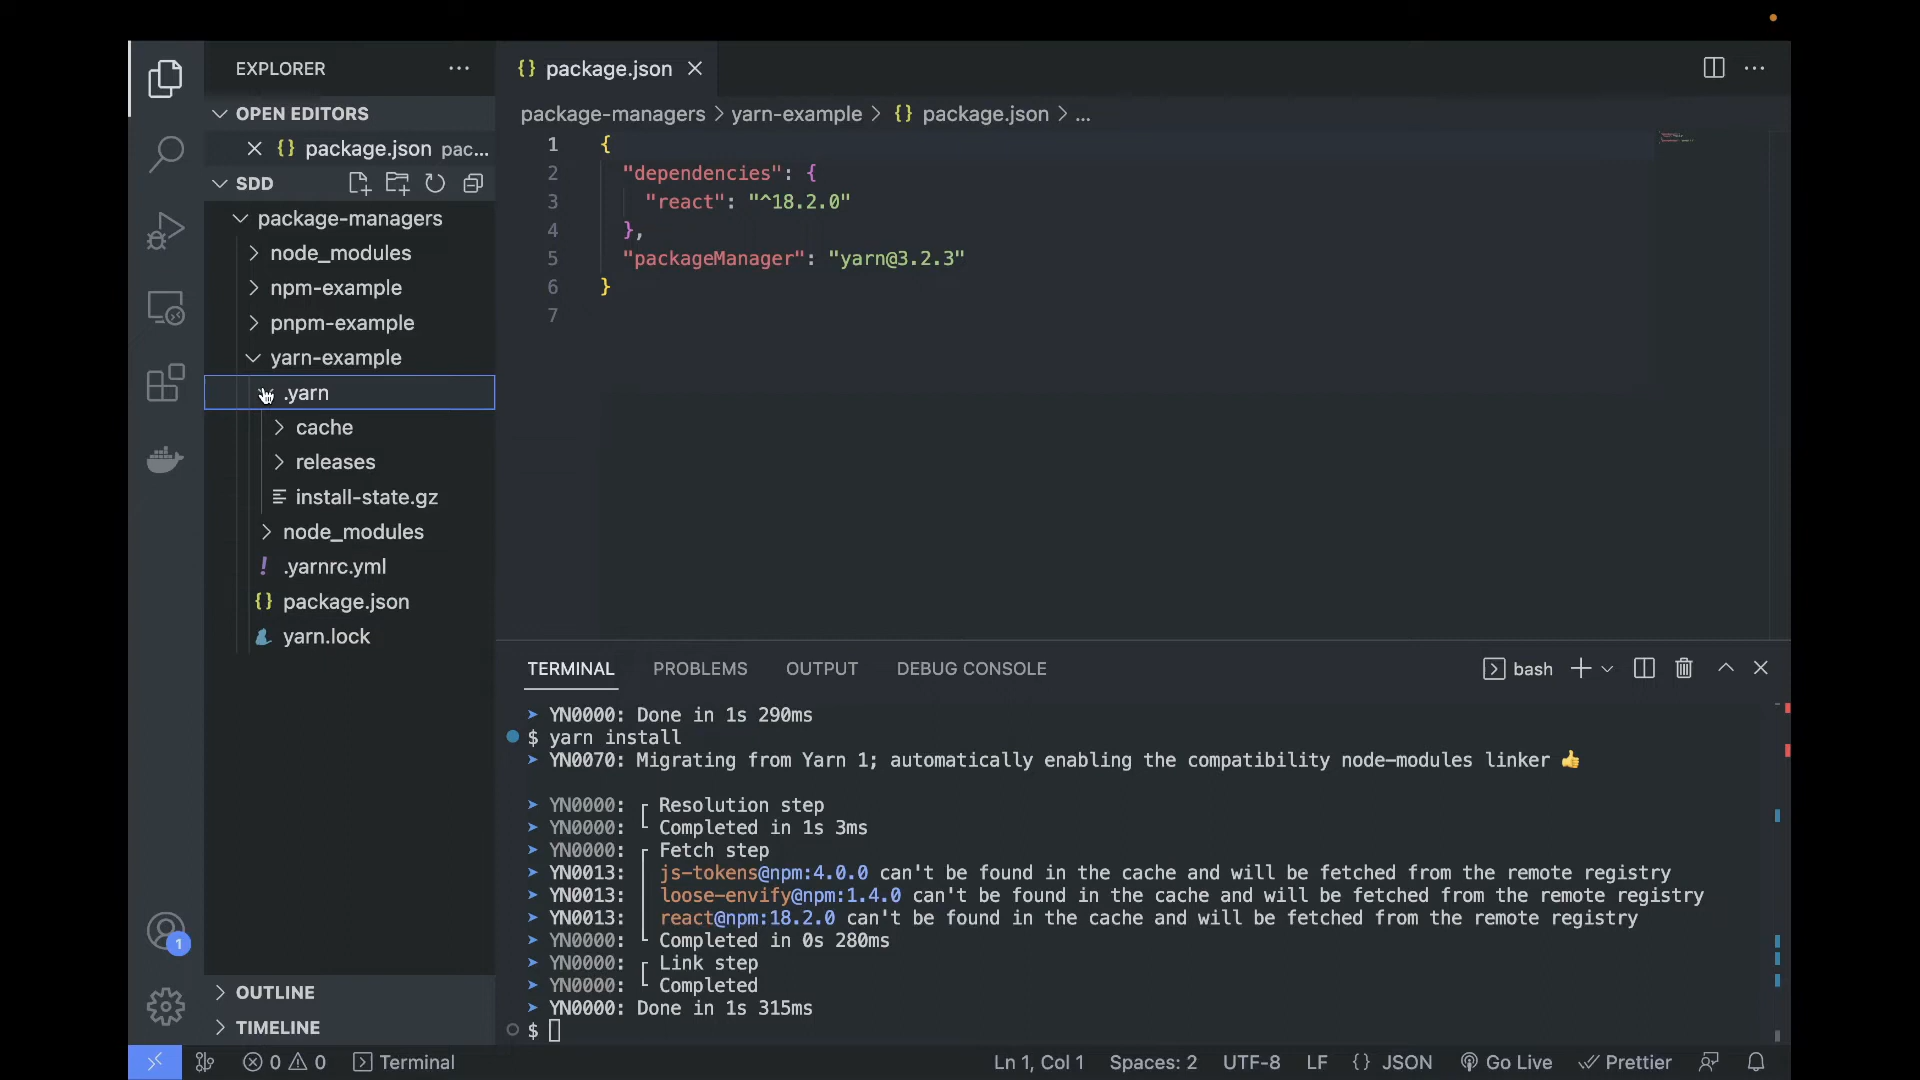 EXPLORER
OPEN EDITORS
package.json pac...
SDD
package-managers
node_modules
npm-example
pnpm-example
yarn-example
.yarn
cache
releases
install-state.gz
node_modules
.yarnrc.yml
package.json
yarn.lock
OUTLINE
TIMELINE
1
package.json
package-managers > yarn-example > {} package.json > ...
1 {
2 "dependencies": {
3 "react": "^18.2.0"
4 },
5 "packageManager": "yarn@3.2.3"
6 }
7
TERMINAL PROBLEMS OUTPUT DEBUG CONSOLE bash
➤ YN0000: Done in 1s 290ms
$ yarn install
➤ YN0070: Migrating from Yarn 1; automatically enabling the compatibility node-modules linker 👍
➤ YN0000: ┌ Resolution step
➤ YN0000: └ Completed in 1s 3ms
➤ YN0000: ┌ Fetch step
➤ YN0013: │ js-tokens@npm:4.0.0 can't be found in the cache and will be fetched from the remote registry
➤ YN0013: │ loose-envify@npm:1.4.0 can't be found in the cache and will be fetched from the remote registry
➤ YN0013: │ react@npm:18.2.0 can't be found in the cache and will be fetched from the remote registry
➤ YN0000: └ Completed in 0s 280ms
➤ YN0000: ┌ Link step
➤ YN0000: └ Completed
➤ YN0000: Done in 1s 315ms
$
0 0 Terminal Ln 1, Col 1 Spaces: 2 UTF-8 LF {} JSON Go Live Prettier